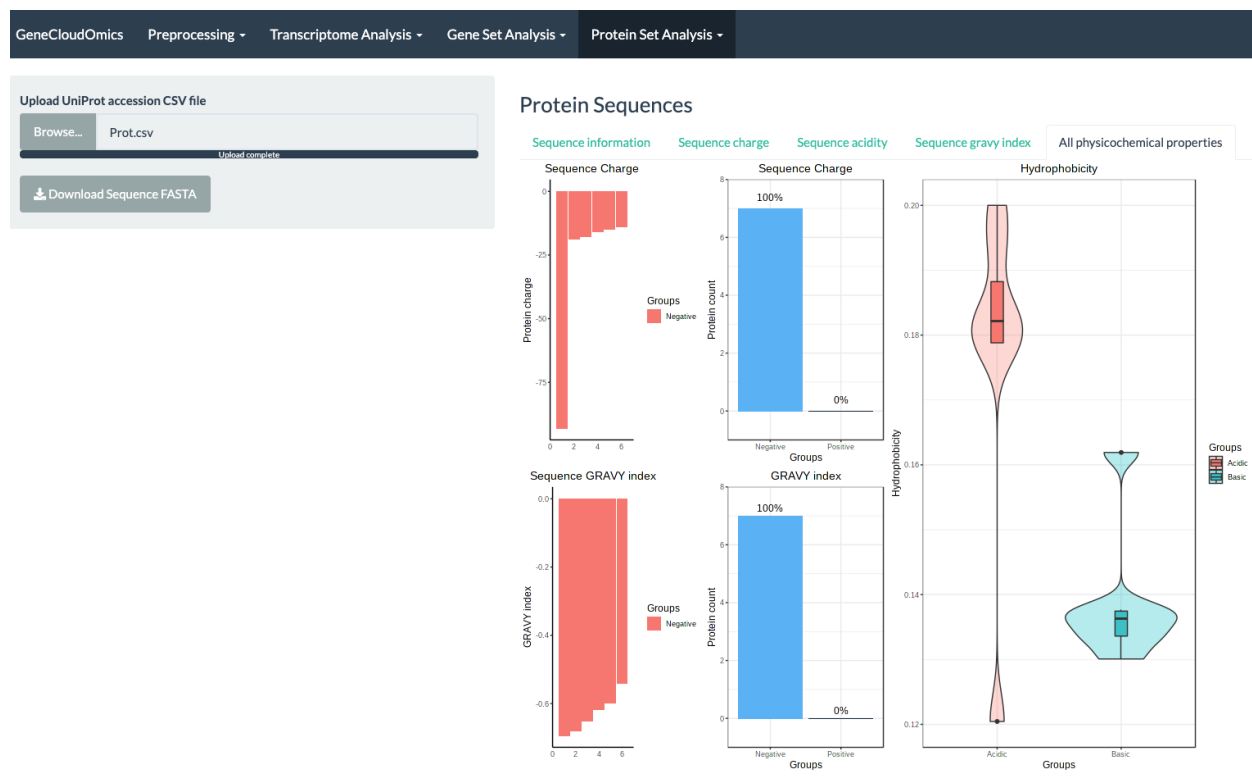 GeneCloudOmics Preprocessing Transcriptome Analysis Gene Set Analysis Protein Set Analysis
Upload UniProt accession CSV file
Browse... Prot.csv
Upload complete
Download Sequence FASTA
Protein Sequences
Sequence information Sequence charge Sequence acidity Sequence gravy index All physicochemical properties
Sequence Charge
0
-25
-50
-75
Protein charge
0 2 4 6
Groups
Negative
Sequence Charge
8
6
4
2
0
Protein count
100%
0%
Negative Positive
Groups
Sequence GRAVY index
0.0
-0.2
-0.4
-0.6
GRAVY index
0 2 4 6
Groups
Negative
GRAVY index
8
6
4
2
0
Protein count
100%
0%
Negative Positive
Groups
Hydrophobicity
0.20
0.18
0.16
0.14
0.12
Hydrophobicity
Acidic Basic
Groups
Groups
Acidic
Basic